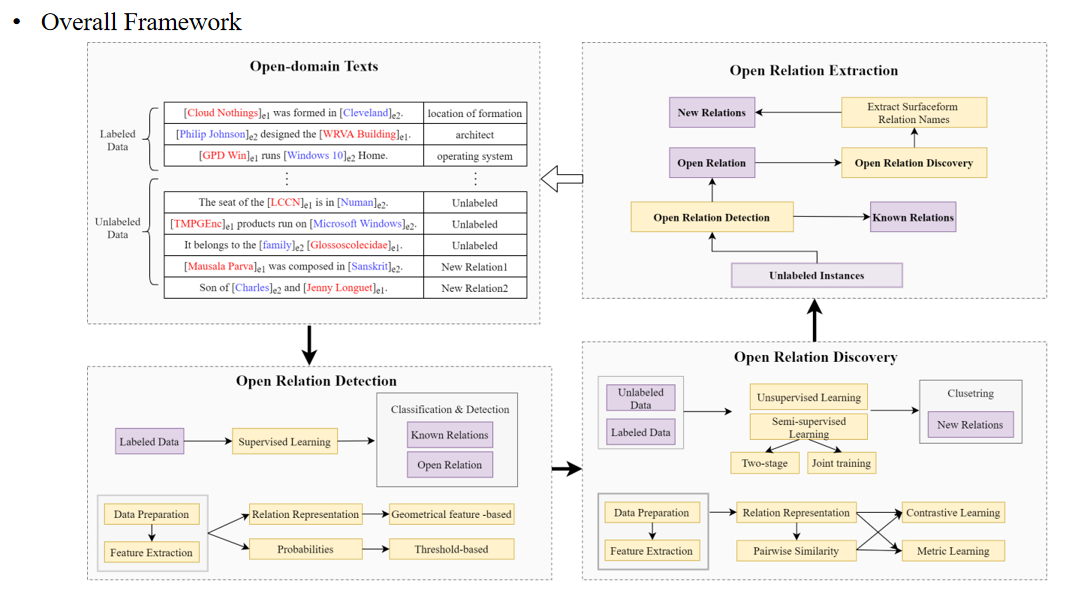 • Overall Framework
Open-domain Texts
Labeled
Data
[Cloud Nothings]e1 was formed in [Cleveland]e2. location of formation
[Philip Johnson]e2 designed the [WRVA Building]e1. architect
[GPD Win]e1 runs [Windows 10]e2 Home. operating system
⋮ ⋮
Unlabeled
Data
The seat of the [LCCN]e1 is in [Numan]e2. Unlabeled
[TMPGEnc]e1 products run on [Microsoft Windows]e2. Unlabeled
It belongs to the [family]e2 [Glossoscolecidae]e1. Unlabeled
[Mausala Parva]e1 was composed in [Sanskrit]e2. New Relation1
Son of [Charles]e2 and [Jenny Longuet]e1. New Relation2
Open Relation Extraction
New Relations
Extract Surfaceform
Relation Names
Open Relation
Open Relation Discovery
Open Relation Detection
Known Relations
Unlabeled Instances
Open Relation Detection
Labeled Data
Supervised Learning
Classification & Detection
Known Relations
Open Relation
Data Preparation
Feature Extraction
Relation Representation
Geometrical feature -based
Probabilities
Threshold-based
Open Relation Discovery
Unlabeled
Data
Labeled Data
Unsupervised Learning
Semi-supervised
Learning
Two-stage
Joint training
Clusetring
New Relations
Data Preparation
Feature Extraction
Relation Representation
Pairwise Similarity
Contrastive Learning
Metric Learning